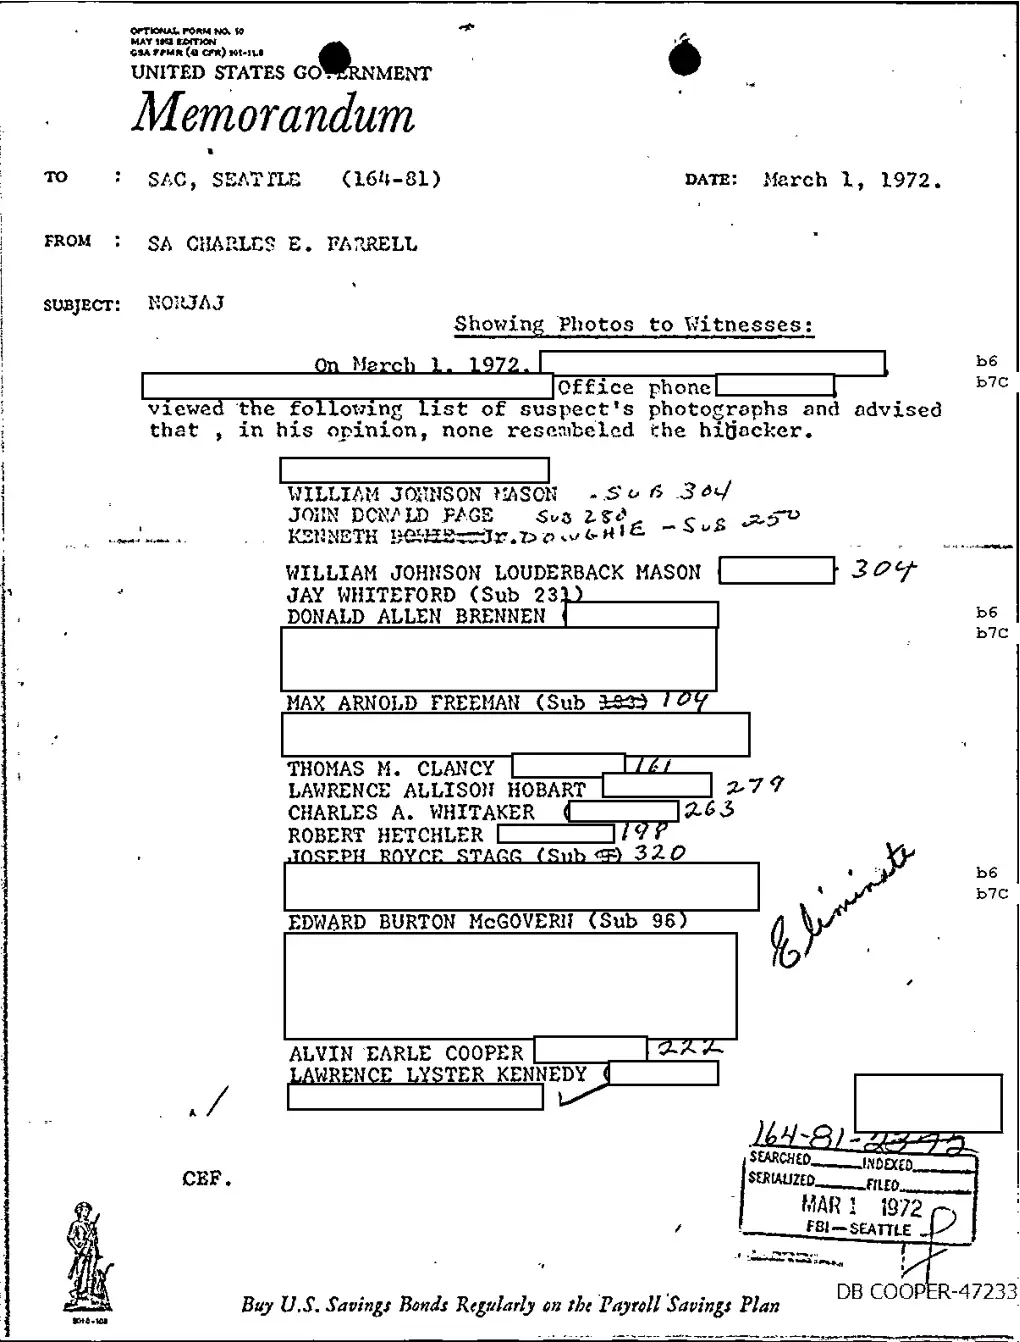 OPTIONAL FORM NO. 10
MAY 1962 EDITION
GSA FPMR (41 CFR) 101-11.6
UNITED STATES GOVERNMENT
Memorandum
TO : SAC, SEATTLE (164-81) DATE: March 1, 1972.
FROM : SA CHARLES E. FARRELL
SUBJECT: NORJAJ
Showing Photos to Witnesses:
On March 1, 1972, b6
Office phone b7C
viewed the following list of suspect's photographs and advised
that , in his opinion, none resembeled the hijacker.
WILLIAM JOHNSON MASON - SUB 304
JOHN DONALD PAGE Sub 280
KENNETH Jr. DOUGHIE - SUB 250
WILLIAM JOHNSON LOUDERBACK MASON 304
JAY WHITEFORD (Sub 231)
DONALD ALLEN BRENNEN ( b6
b7C
MAX ARNOLD FREEMAN (Sub 183) 104
THOMAS M. CLANCY 161
LAWRENCE ALLISON HOBART 279
CHARLES A. WHITAKER ( 263
ROBERT HETCHLER 198
JOSEPH ROYCE STAGG (Sub ) 320
Eliminate
b6
b7C
EDWARD BURTON McGOVERN (Sub 96)
ALVIN EARLE COOPER 222
LAWRENCE LYSTER KENNEDY (
164-81-2392
SEARCHED INDEXED
SERIALIZED FILED
CEF.
MAR 1 1972
FBI - SEATTLE
DB COOPER-47233
Buy U.S. Savings Bonds Regularly on the Payroll Savings Plan
5010-108